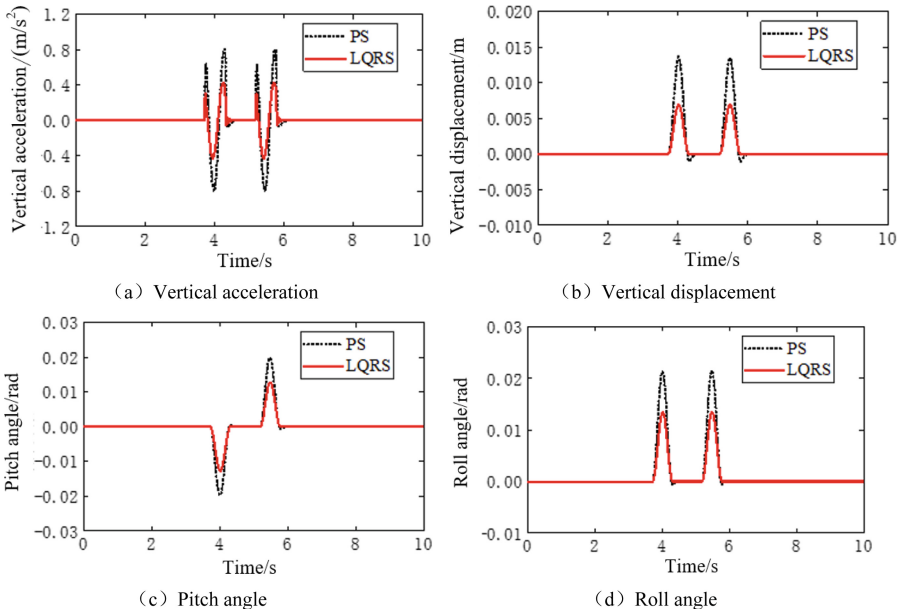 Vertical acceleration/(m/s²)
1.2
0.8
0.4
0.0
-0.4
-0.8
1.2
PS
LQRS
0 2 4 6 8 10
Time/s
（a）Vertical acceleration
Vertical displacement/m
0.020
0.015
0.010
0.005
0.000
-0.005
-0.010
PS
LQRS
0 2 4 6 8 10
Time/s
（b）Vertical displacement
Pitch angle/rad
0.03
0.02
0.01
0.00
-0.01
-0.02
-0.03
PS
LQRS
0 2 4 6 8 10
Time/s
（c）Pitch angle
Roll angle/rad
0.03
0.02
0.01
0.00
-0.01
PS
LQRS
0 2 4 6 8 10
Time/s
（d）Roll angle